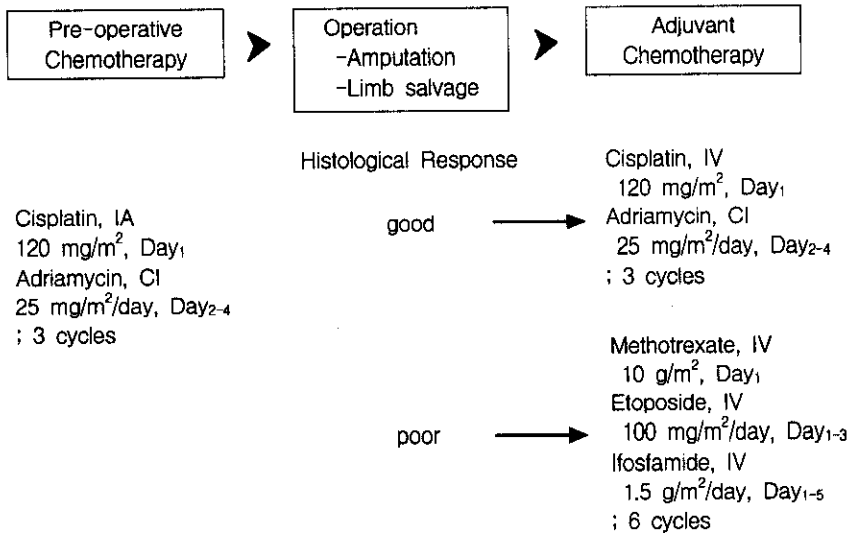 Pre-operative
Chemotherapy
Operation
-Amputation
-Limb salvage
Adjuvant
Chemotherapy
Cisplatin, IA
120 mg/m², Day₁
Adriamycin, CI
25 mg/m²/day, Day₂₋₄
; 3 cycles
Histological Response
good
Cisplatin, IV
120 mg/m², Day₁
Adriamycin, CI
25 mg/m²/day, Day₂₋₄
; 3 cycles
poor
Methotrexate, IV
10 g/m², Day₁
Etoposide, IV
100 mg/m²/day, Day₁₋₃
Ifosfamide, IV
1.5 g/m²/day, Day₁₋₅
; 6 cycles